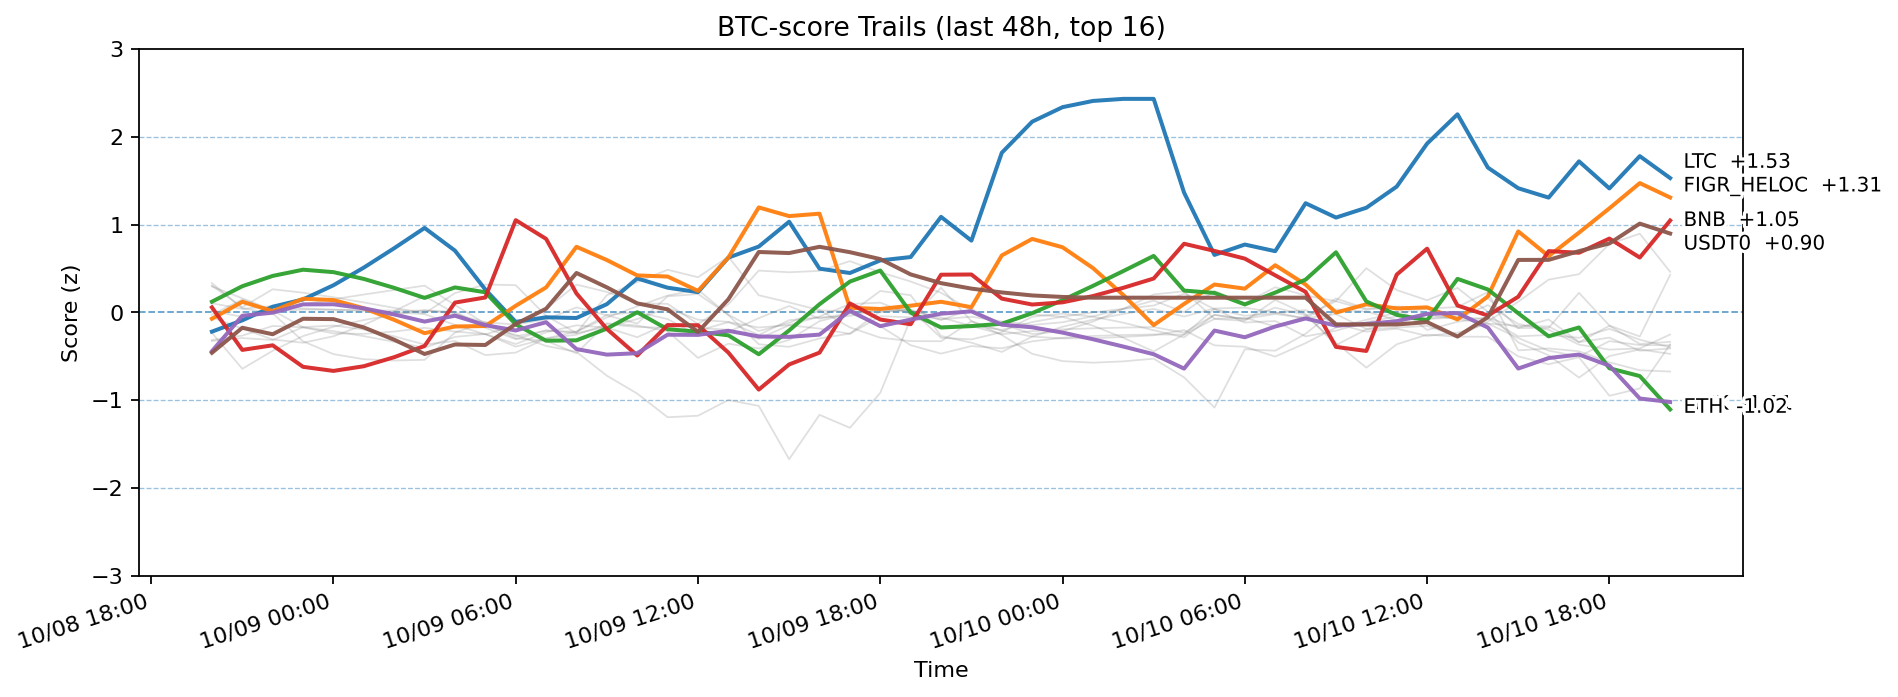 BTC-score Trails (last 48h, top 16)
Score (z)
3
2
1
0
−1
−2
−3
LTC +1.53
FIGR_HELOC +1.31
BNB +1.05
USDT0 +0.90
ETH -1.02
10/08 18:00
10/09 00:00
10/09 06:00
10/09 12:00
10/09 18:00
10/10 00:00
10/10 06:00
10/10 12:00
10/10 18:00
Time